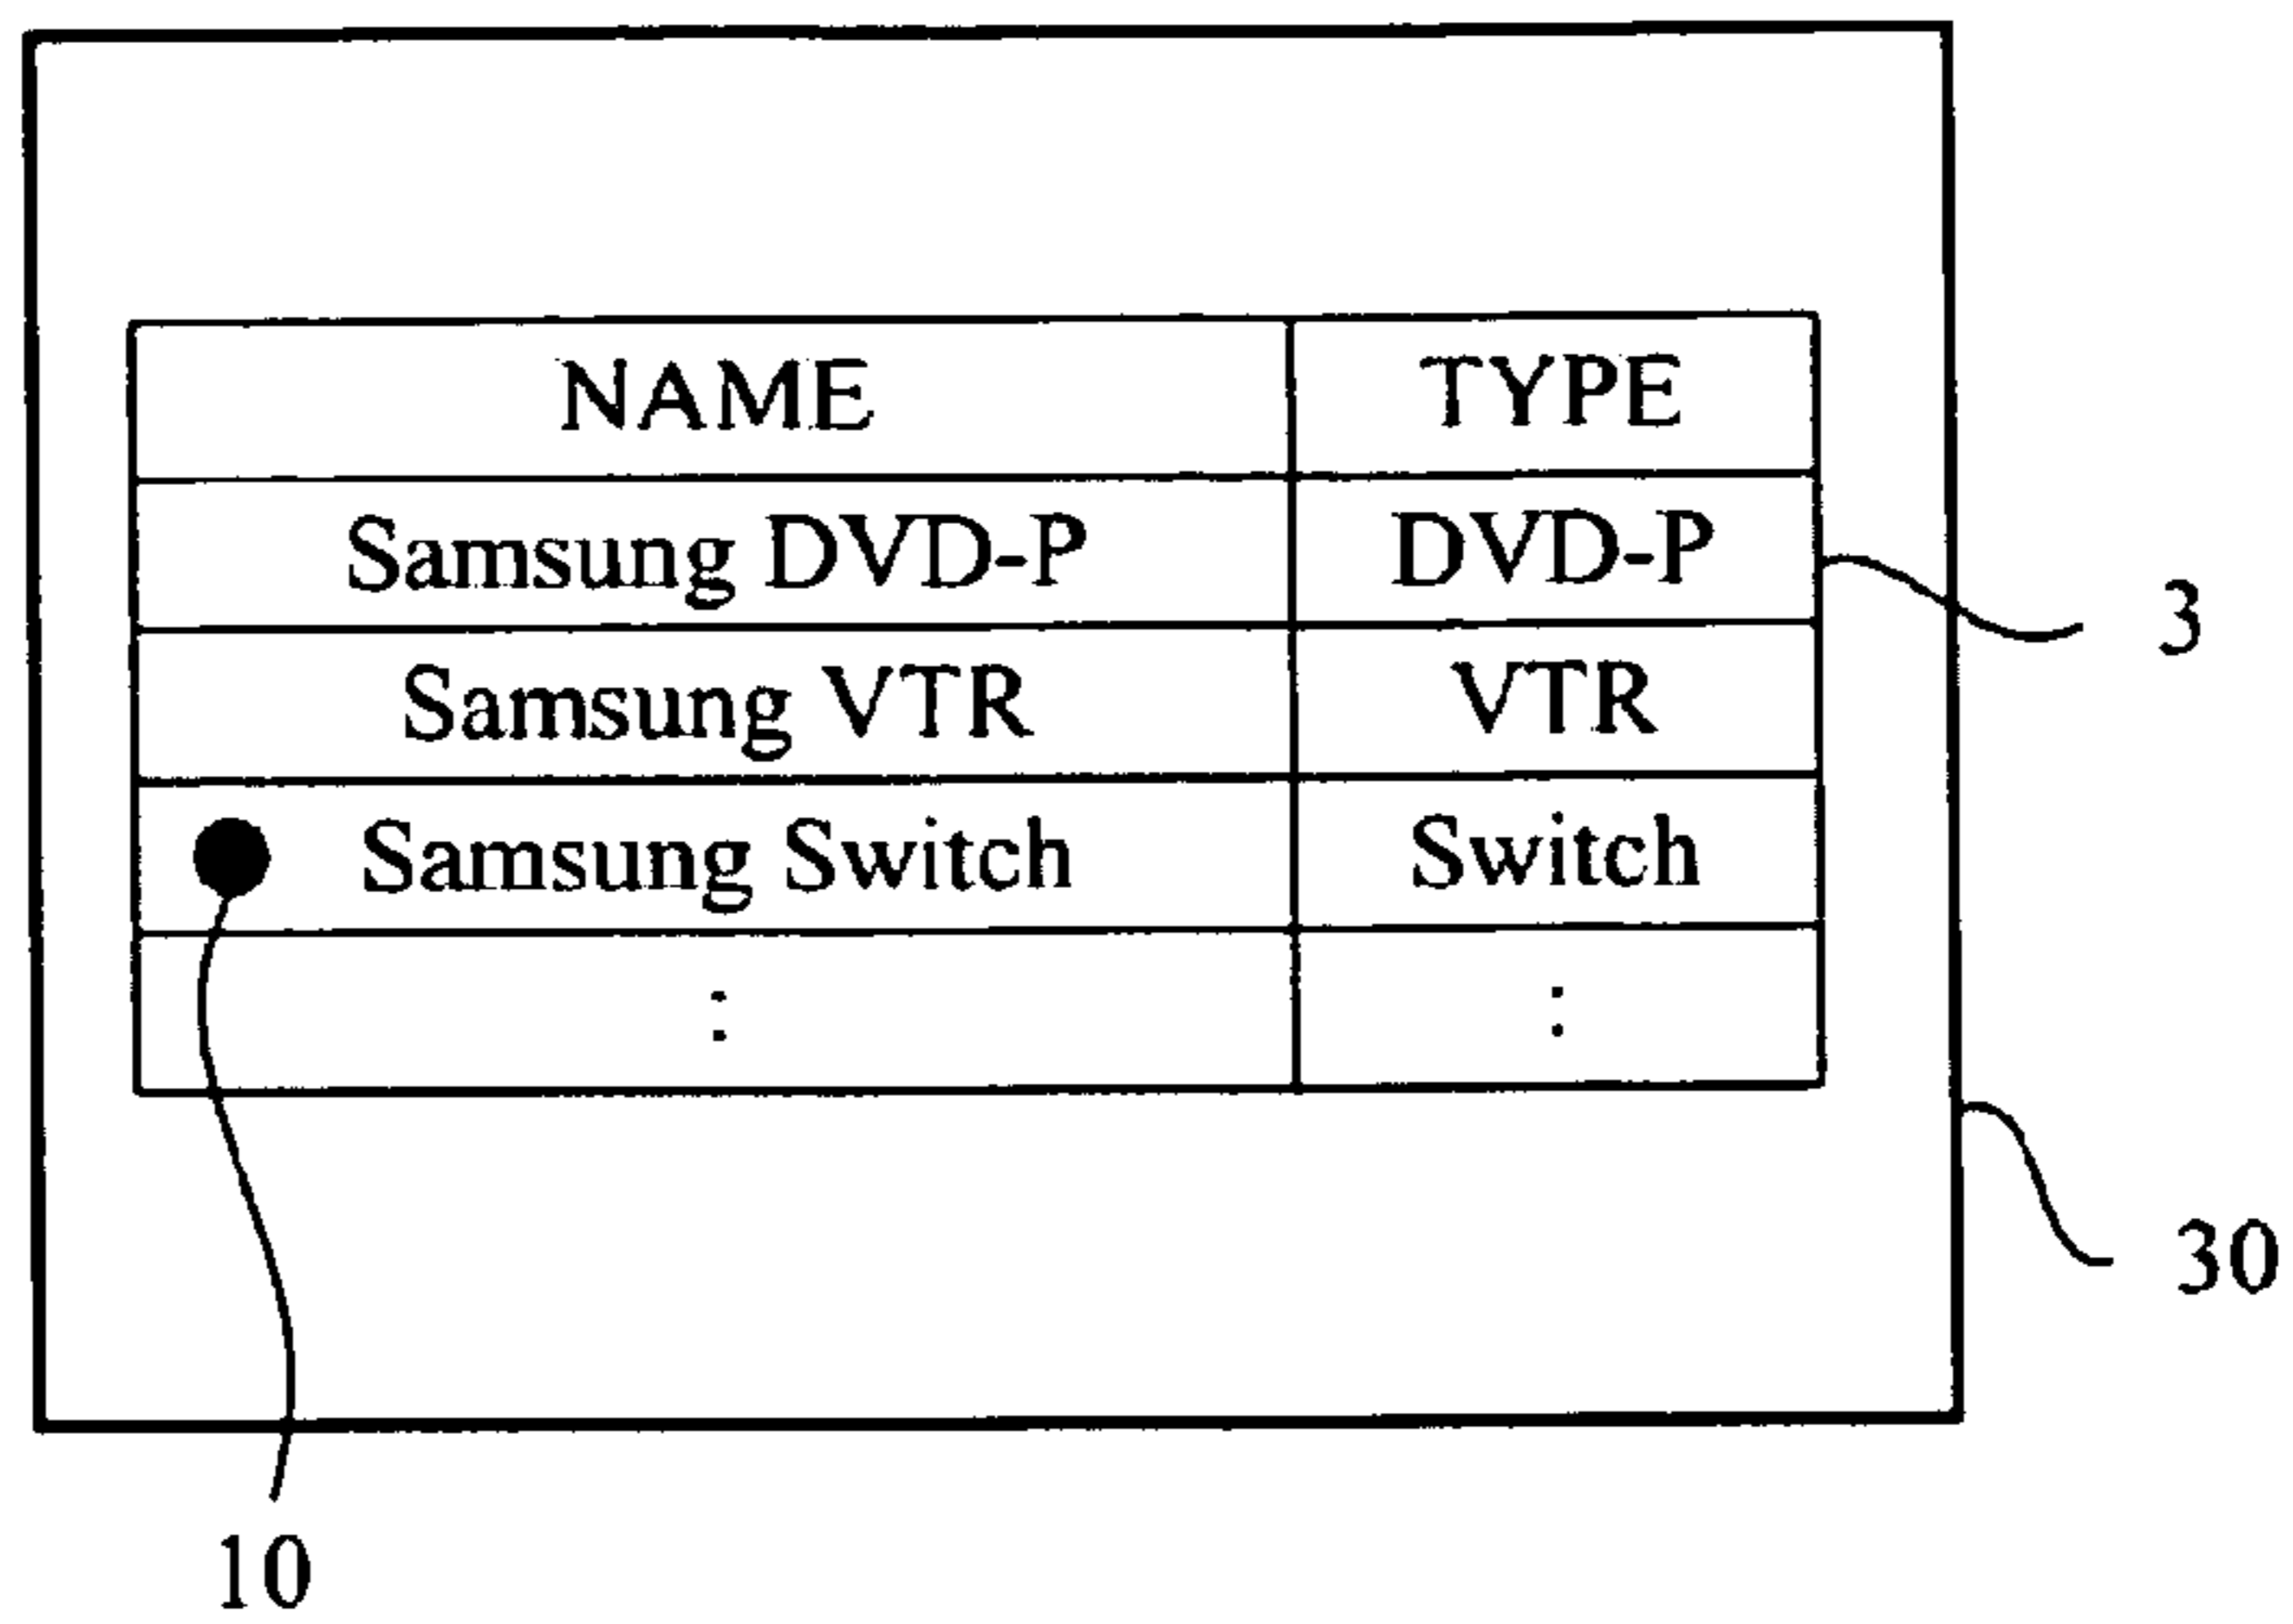 NAME TYPE
Samsung DVD-P DVD-P
3
Samsung VTR VTR
Samsung Switch Switch
: :
30
10